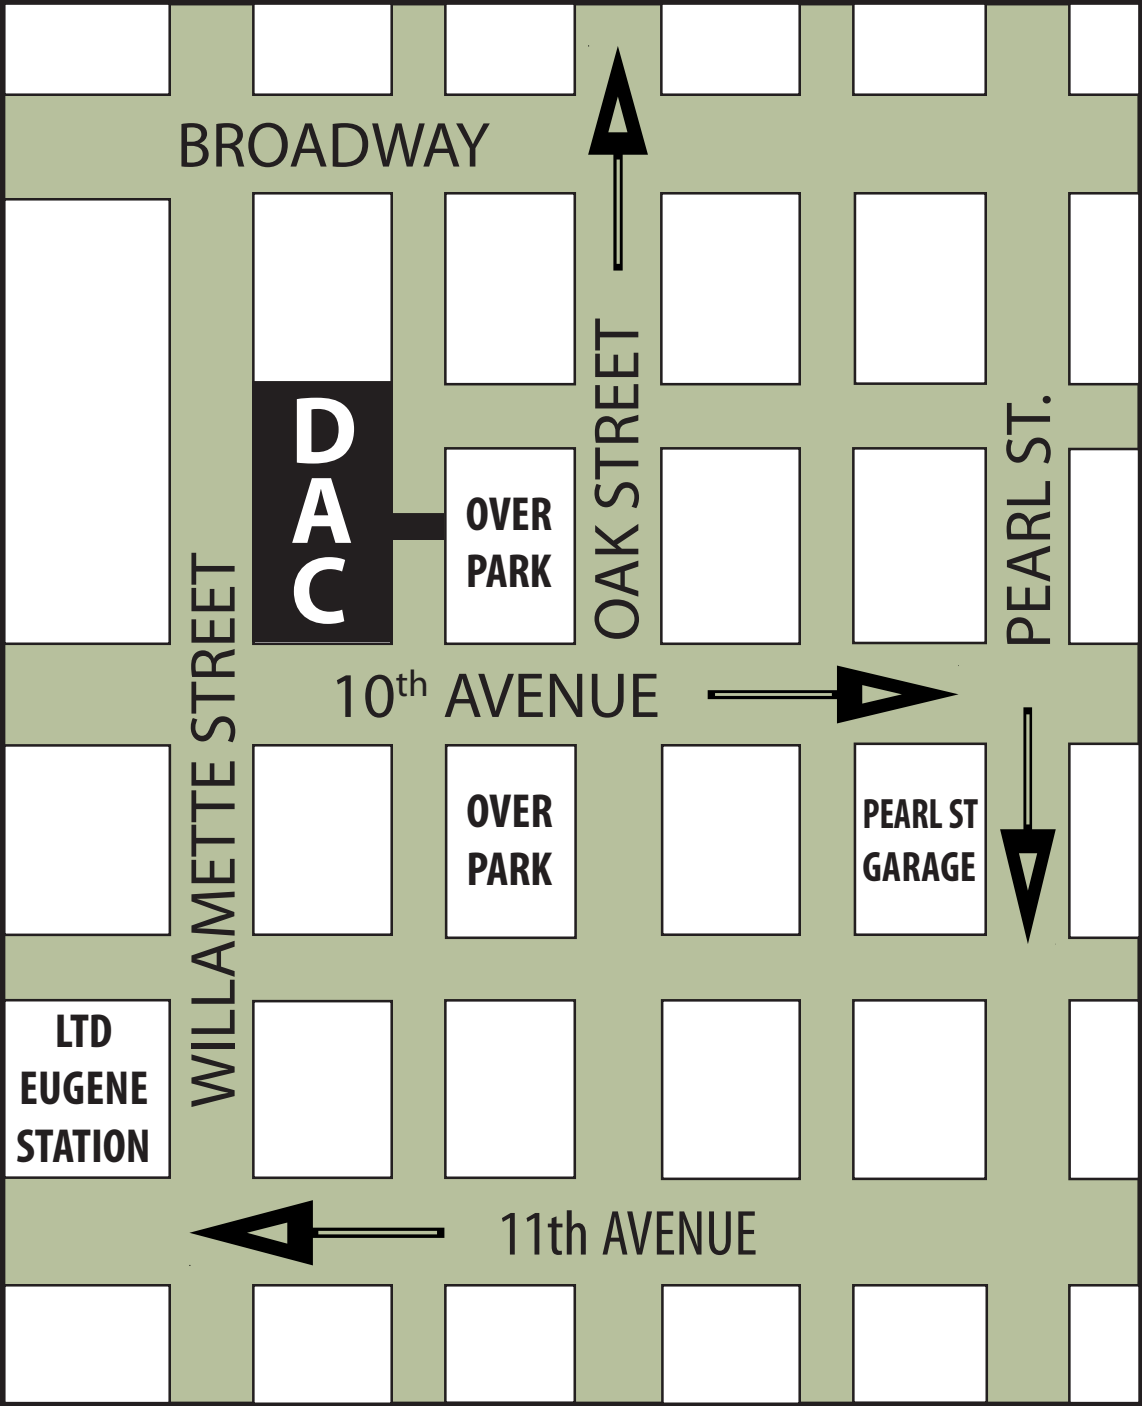 BROADWAY
D
A
C
OVER
PARK
OAK STREET
PEARL ST.
WILLAMETTE STREET
10th AVENUE
OVER
PARK
PEARL ST
GARAGE
LTD
EUGENE
STATION
11th AVENUE